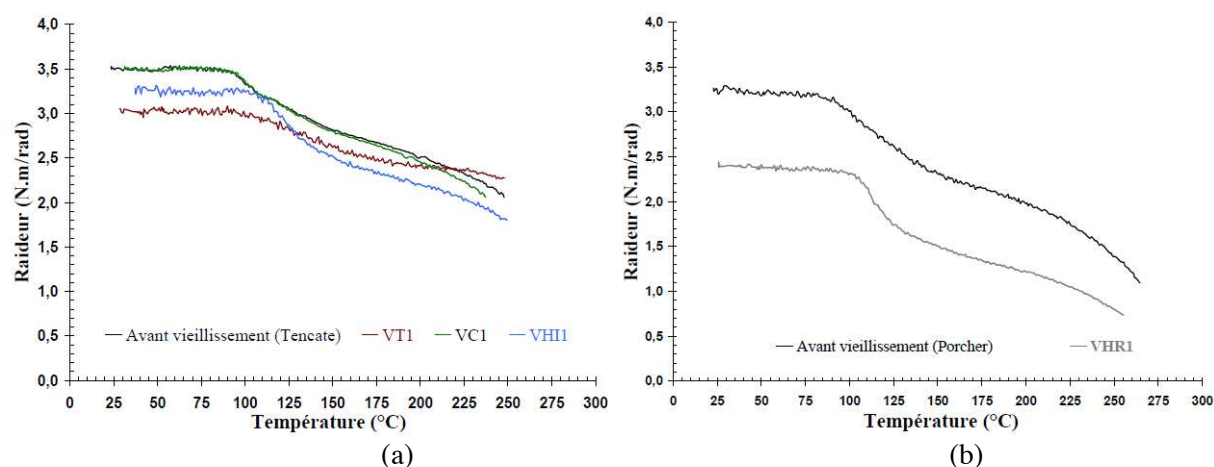 4,0
3,5
3,0
2,5
2,0
1,5
1,0
0,5
0,0
Raideur (N.m/rad)
Avant vieillissement (Tencate) VT1 VC1 VHI1
0 25 50 75 100 125 150 175 200 225 250 275 300
Température (°C)
(a)
4,0
3,5
3,0
2,5
2,0
1,5
1,0
0,5
0,0
Raideur (N.m/rad)
Avant vieillissement (Porcher) VHR1
0 25 50 75 100 125 150 175 200 225 250 275 300
Température (°C)
(b)